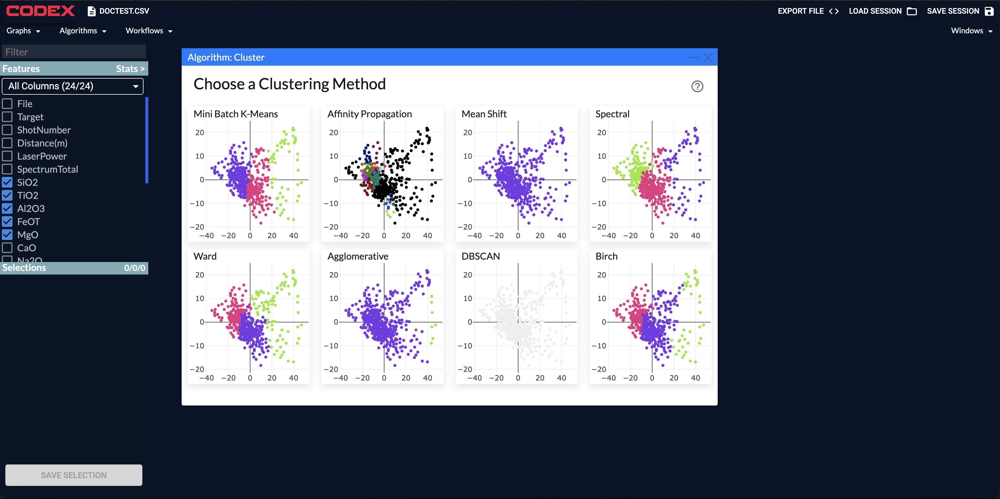 CODEX DOCTEST.CSV EXPORT FILE LOAD SESSION SAVE SESSION
Graphs Algorithms Workflows Windows
Filter
Features Stats >
All Columns (24/24)
File
Target
ShotNumber
Distance(m)
LaserPower
SpectrumTotal
SiO2
TiO2
Al2O3
FeOT
MgO
CaO
Na2O
Selections 0/0/0
SAVE SELECTION
Algorithm: Cluster
Choose a Clustering Method
?
Mini Batch K-Means
20
10
0
−10
−20
−40 −20 0 20 40
Affinity Propagation
20
10
0
−10
−20
−40 −20 0 20 40
Mean Shift
20
10
0
−10
−20
−40 −20 0 20 40
Spectral
20
10
0
−10
−20
−40 −20 0 20 40
Ward
20
10
0
−10
−20
−40 −20 0 20 40
Agglomerative
20
10
0
−10
−20
−40 −20 0 20 40
DBSCAN
20
10
0
−10
−20
−40 −20 0 20 40
Birch
20
10
0
−10
−20
−40 −20 0 20 40